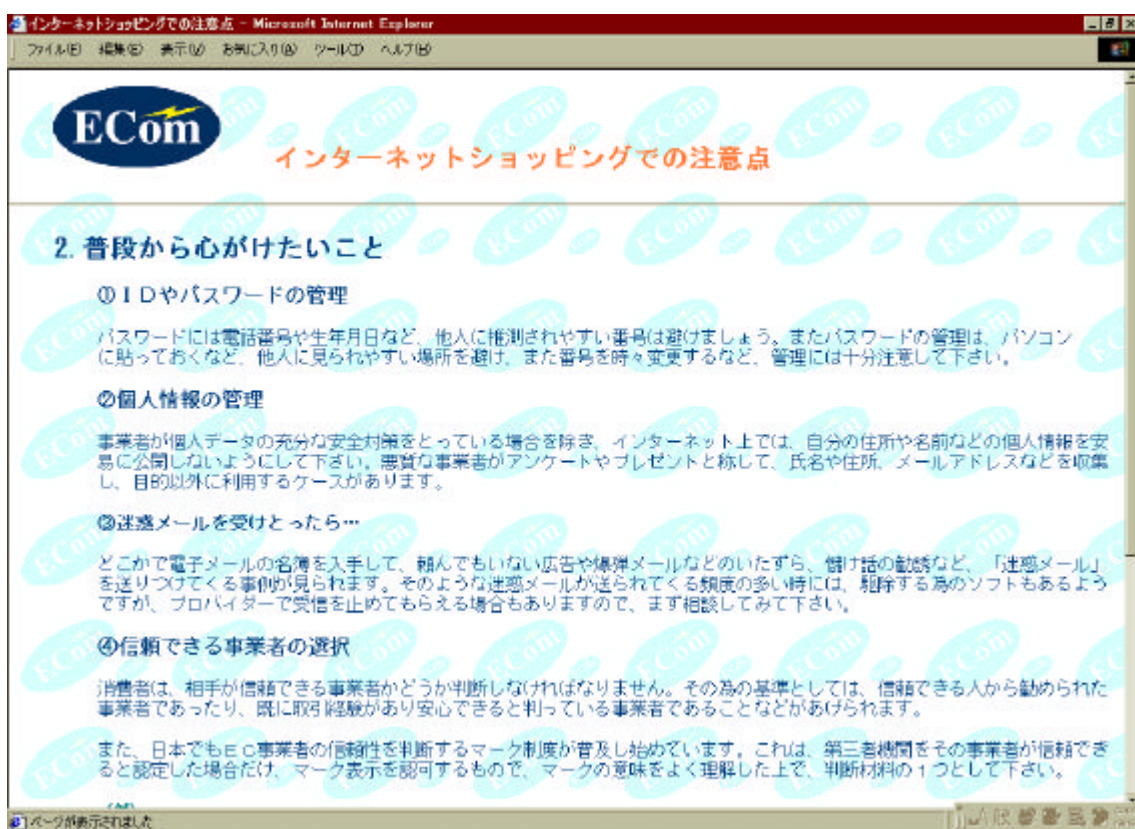 インターネットショッピングでの注意点 - Microsoft Internet Explorer
ファイル(F) 編集(E) 表示(V) お気に入り(A) ツール(T) ヘルプ(H)
ECom
インターネットショッピングでの注意点
2. 普段から心がけたいこと
①IDやパスワードの管理
パスワードには電話番号や生年月日など、他人に推測されやすい番号は避けましょう。またパスワードの管理は、パソコン
に貼っておくなど、他人に見られやすい場所を避け、また番号を時々変更するなど、管理には十分注意して下さい。
②個人情報の管理
事業者が個人データの充分な安全対策をとっている場合を除き、インターネット上では、自分の住所や名前などの個人情報を安
易に公開しないようにして下さい。悪質な事業者がアンケートやプレゼントと称して、氏名や住所、メールアドレスなどを収集
し、目的以外に利用するケースがあります。
③迷惑メールを受けとったら…
どこかで電子メールの名簿を入手して、頼んでもいない広告や爆弾メールなどのいたずら、儲け話の勧誘など、「迷惑メール」
を送りつけてくる事例が見られます。そのような迷惑メールが送られてくる頻度の多い時には、駆除する為のソフトもあるよう
ですが、プロバイダーで受信を止めてもらえる場合もありますので、まず相談してみて下さい。
④信頼できる事業者の選択
消費者は、相手が信頼できる事業者かどうか判断しなければなりません。その為の基準としては、信頼できる人から勧められた
事業者であったり、既に取引経験があり安心できると判っている事業者であることなどがあげられます。
また、日本でもEC事業者の信頼性を判断するマーク制度が普及し始めています。これは、第三者機関をその事業者が信頼でき
ると認定した場合だけ、マーク表示を認可するもので、マークの意味をよく理解した上で、判断材料の1つとして下さい。
ページが表示されました